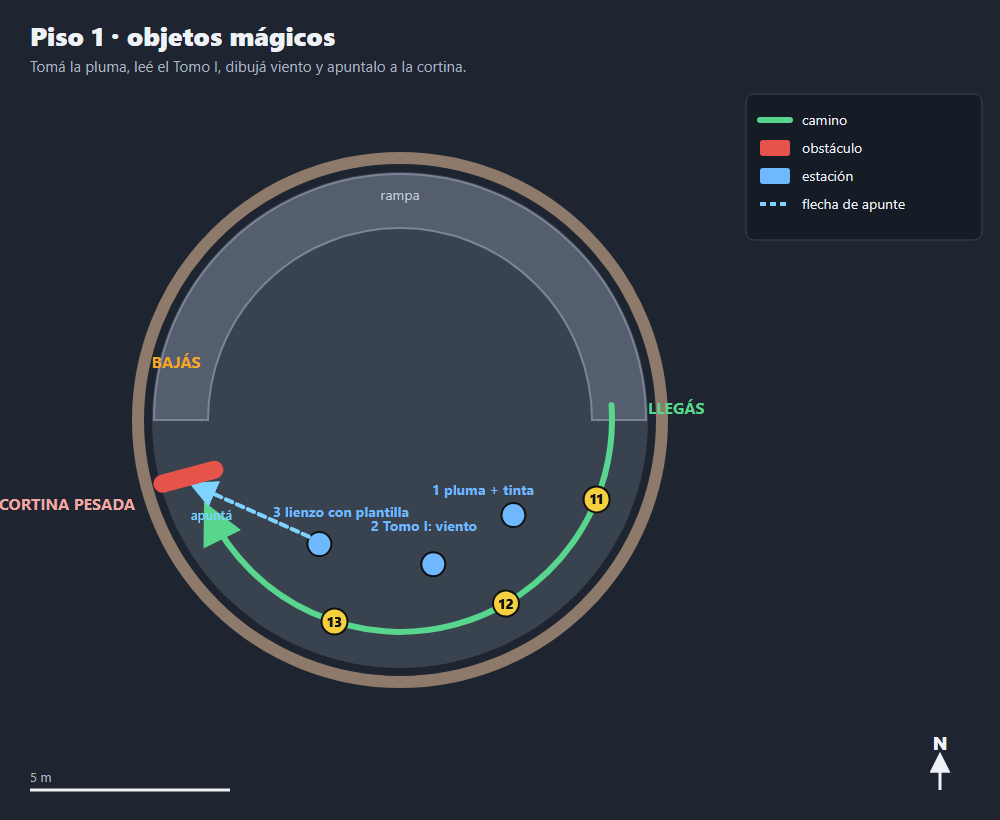 Piso 1 · objetos mágicos
Tomá la pluma, leé el Tomo I, dibujá viento y apuntalo a la cortina.
camino
obstáculo
estación
flecha de apunte
rampa
BAJÁS
LLEGÁS
1 pluma + tinta
11
CORTINA PESADA
apuntá
3 lienzo con plantilla
2 Tomo I: viento
12
13
N
5 m